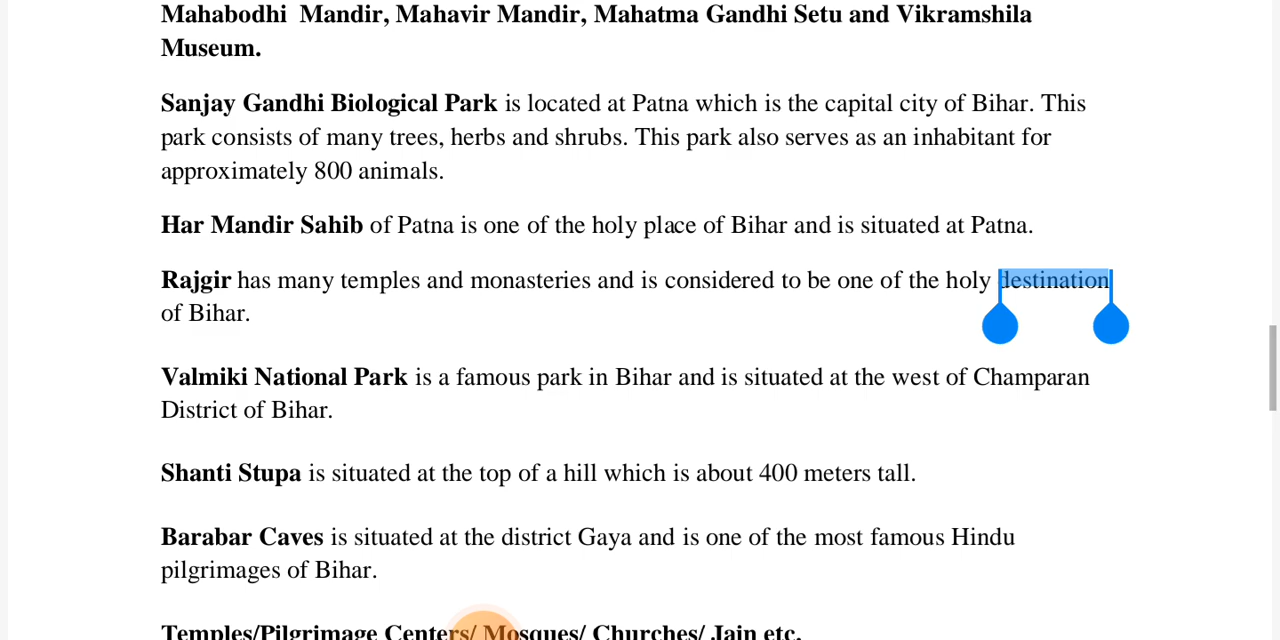 Mahabodhi  Mandir, Mahavir Mandir, Mahatma Gandhi Setu and Vikramshila
Museum.
Sanjay Gandhi Biological Park is located at Patna which is the capital city of Bihar. This
park consists of many trees, herbs and shrubs. This park also serves as an inhabitant for
approximately 800 animals.
Har Mandir Sahib of Patna is one of the holy place of Bihar and is situated at Patna.
Rajgir has many temples and monasteries and is considered to be one of the holy destination
of Bihar.
Valmiki National Park is a famous park in Bihar and is situated at the west of Champaran
District of Bihar.
Shanti Stupa is situated at the top of a hill which is about 400 meters tall.
Barabar Caves is situated at the district Gaya and is one of the most famous Hindu
pilgrimages of Bihar.
Temples/Pilgrimage Centers/ Mosques/ Churches/ Jain etc.